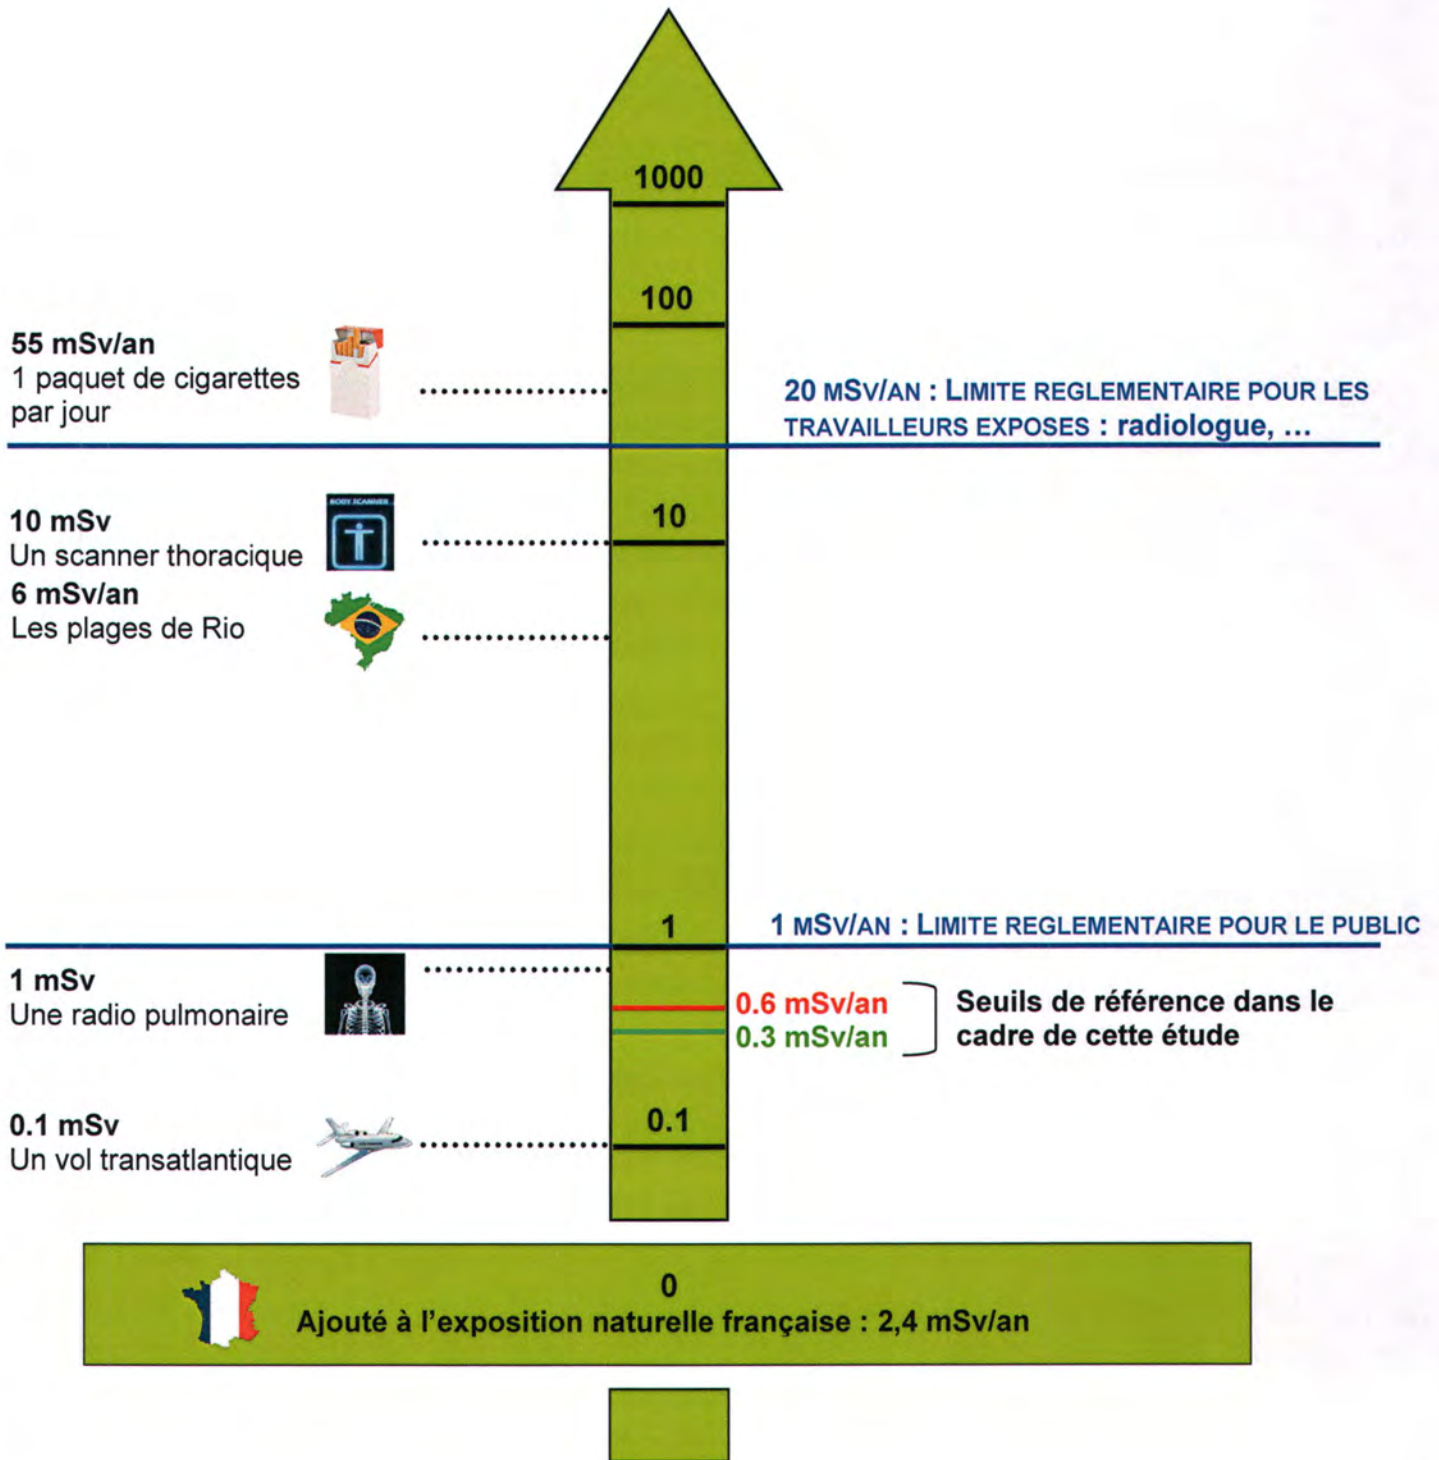 1000
100
55 mSv/an
1 paquet de cigarettes
par jour
20 MSV/AN : LIMITE REGLEMENTAIRE POUR LES
TRAVAILLEURS EXPOSES : radiologue, ...
BODY SCANNER
10
10 mSv
Un scanner thoracique
6 mSv/an
Les plages de Rio
1
1 MSV/AN : LIMITE REGLEMENTAIRE POUR LE PUBLIC
1 mSv
Une radio pulmonaire
0.6 mSv/an
0.3 mSv/an
Seuils de référence dans le
cadre de cette étude
0.1
0.1 mSv
Un vol transatlantique
0
Ajouté à l'exposition naturelle française : 2,4 mSv/an